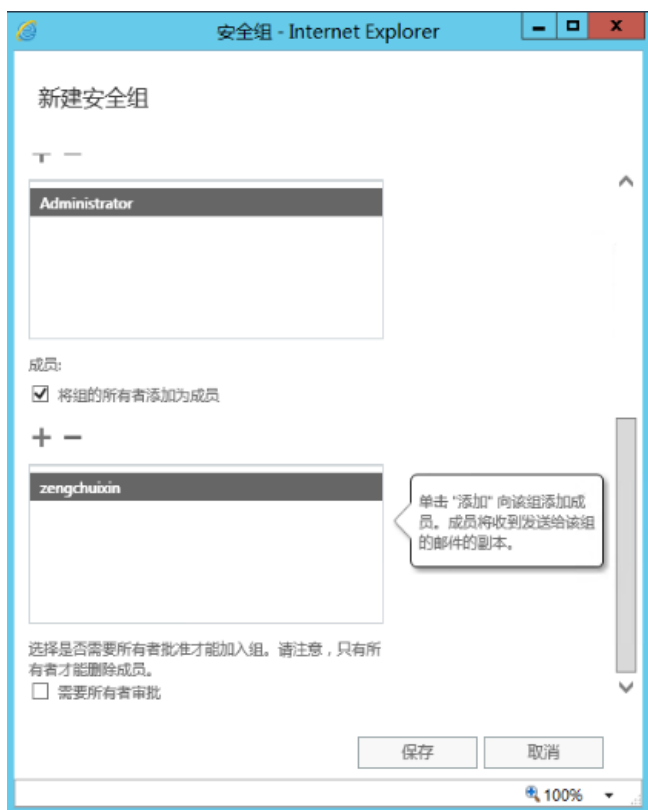 安全组 - Internet Explorer
新建安全组
Administrator
成员:
将组的所有者添加为成员
zengchuixin
单击 "添加" 向该组添加成
员。成员将收到发送给该组
的邮件的副本。
选择是否需要所有者批准才能加入组。请注意，只有所
有者才能删除成员。
需要所有者审批
保存
取消
100%